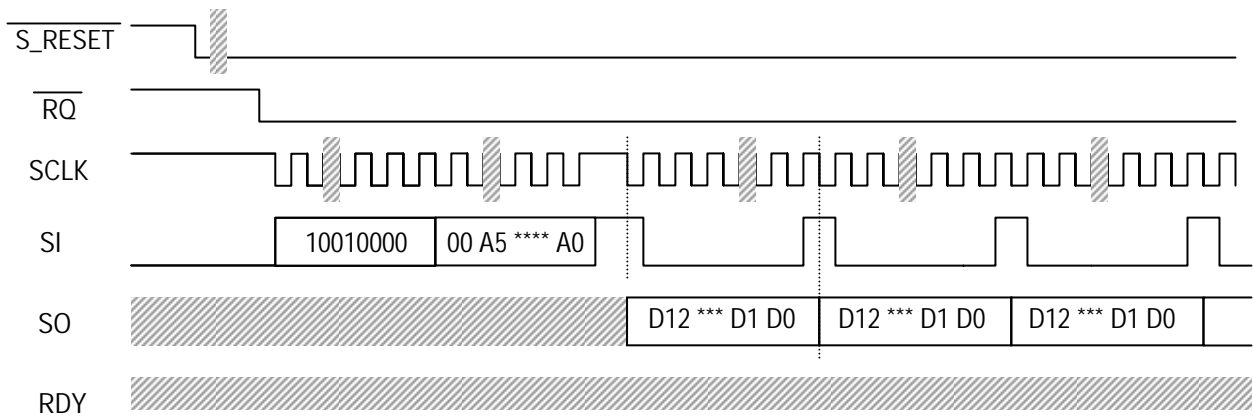 S_RESET
RQ
SCLK
SI
10010000
00 A5 **** A0
SO
D12 *** D1 D0
D12 *** D1 D0
D12 *** D1 D0
RDY